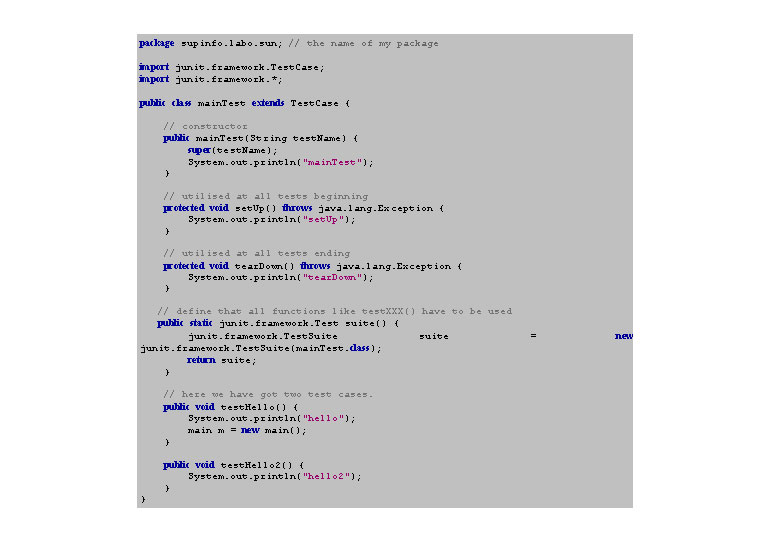 package supinfo.labo.sun; // the name of my package
import junit.framework.TestCase;
import junit.framework.*;
public class mainTest extends TestCase {
// constructor
public mainTest(String testName) {
super(testName);
System.out.println("mainTest");
}
// utilised at all tests beginning
protected void setUp() throws java.lang.Exception {
System.out.println("setUp");
}
// utilised at all tests ending
protected void tearDown() throws java.lang.Exception {
System.out.println("tearDown");
}
// define that all functions like testXXX() have to be used
public static junit.framework.Test suite() {
junit.framework.TestSuite suite = new
junit.framework.TestSuite(mainTest.class);
return suite;
}
// here we have got two test cases.
public void testHello() {
System.out.println("hello");
main m = new main();
}
public void testHello2() {
System.out.println("hello2");
}
}